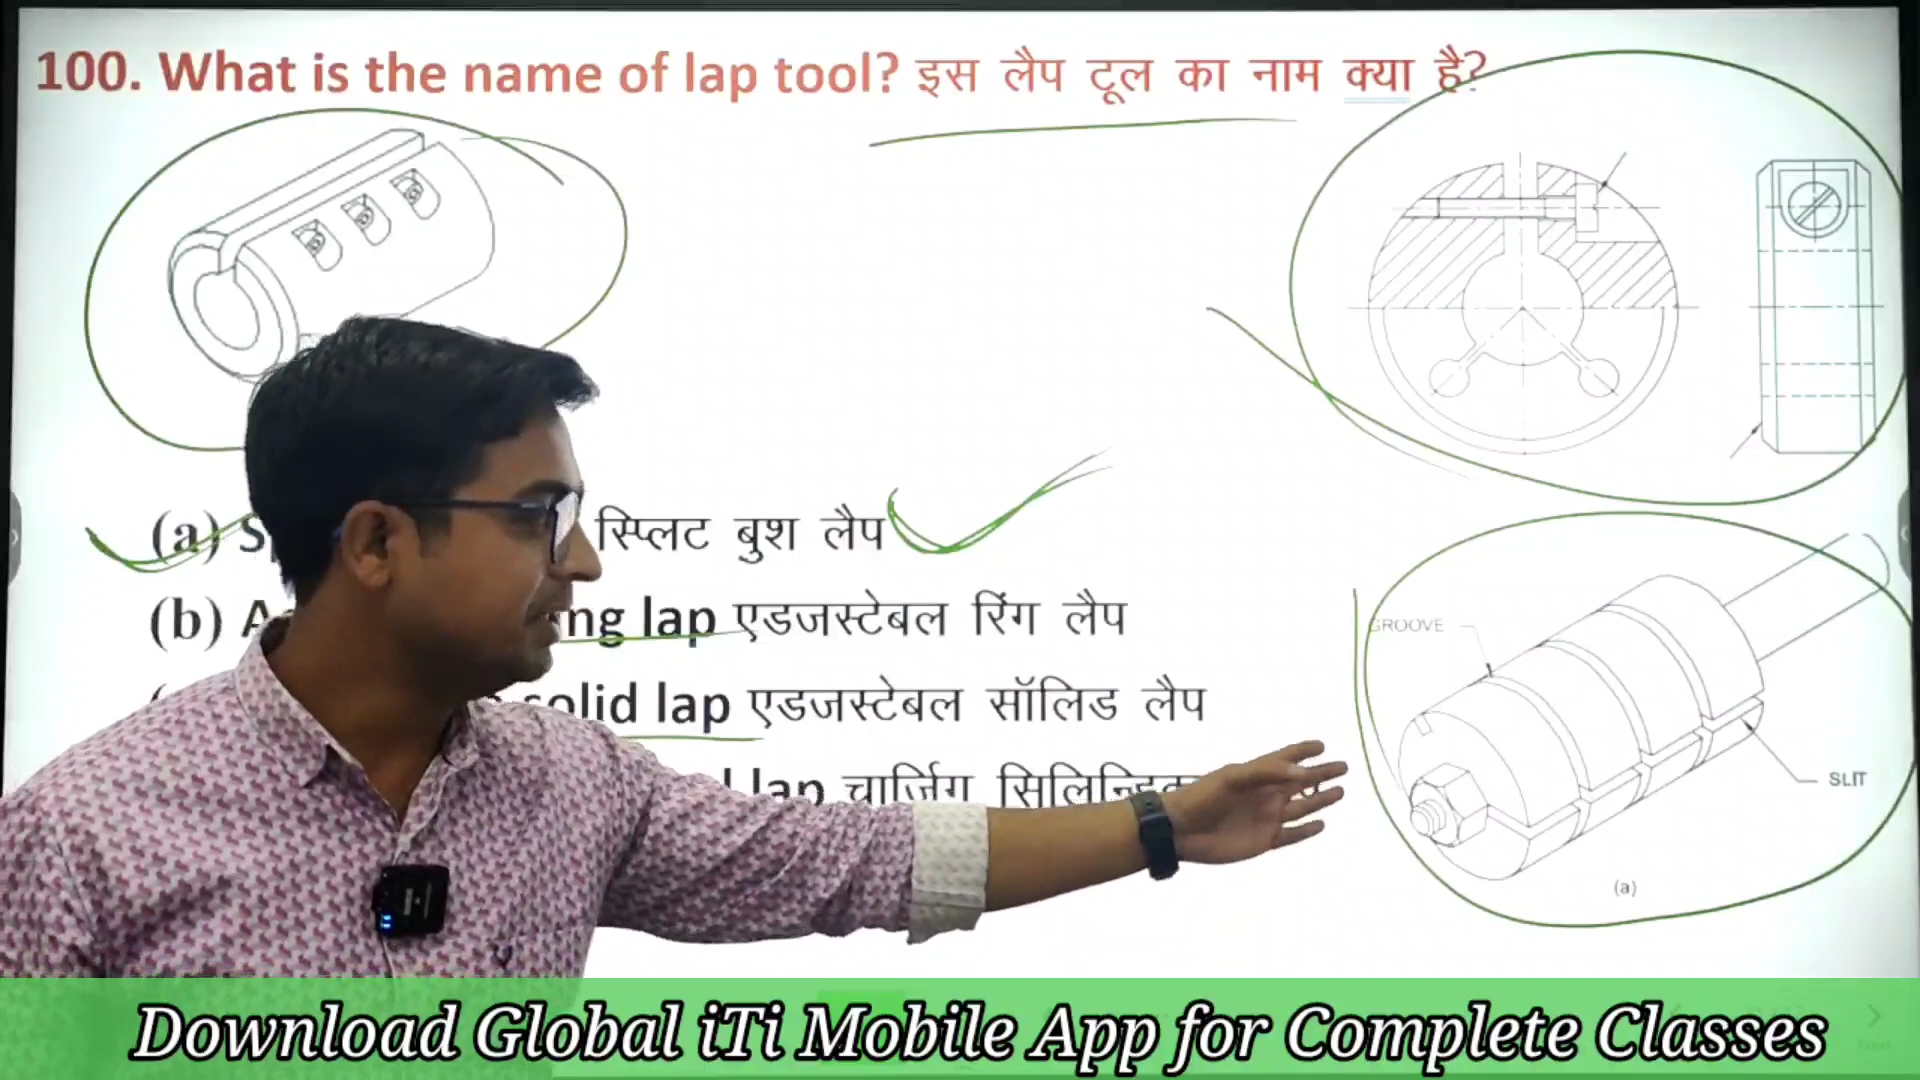 100. What is the name of lap tool? इस लैप टूल का नाम क्या है?
(a) स्प्लिट बुश लैप
(b) lap एडजस्टेबल रिंग लैप
solid lap एडजस्टेबल सॉलिड लैप
lap चार्जिंग
GROOVE
SLIT
(a)
Download Global iTi Mobile App for Complete Classes